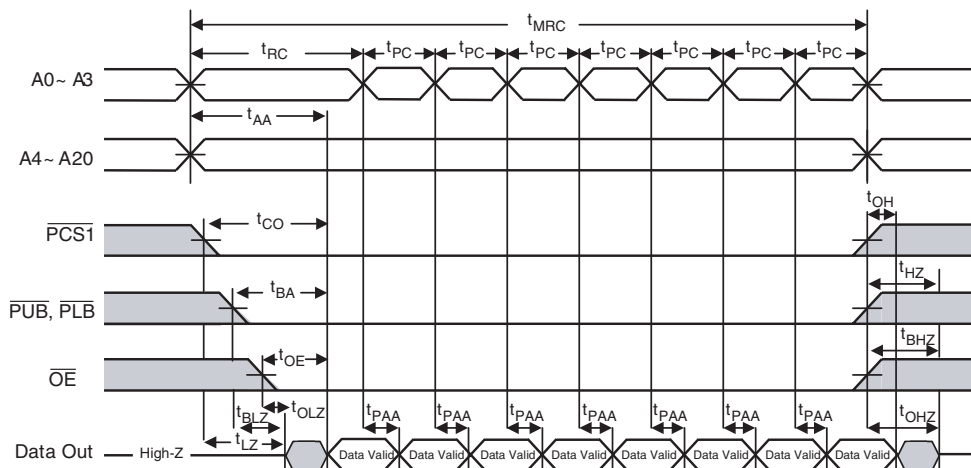 tMRC
tRC tPC tPC tPC tPC tPC tPC tPC
A0~ A3
tAA
A4~ A20
tCO tOH
PCS1
tBA tHZ
PUB, PLB
tOE tBHZ
OE
tBLZ tOLZ tPAA tPAA tPAA tPAA tPAA tPAA tPAA tOHZ
tLZ
Data Out High-Z Data Valid Data Valid Data Valid Data Valid Data Valid Data Valid Data Valid Data Valid